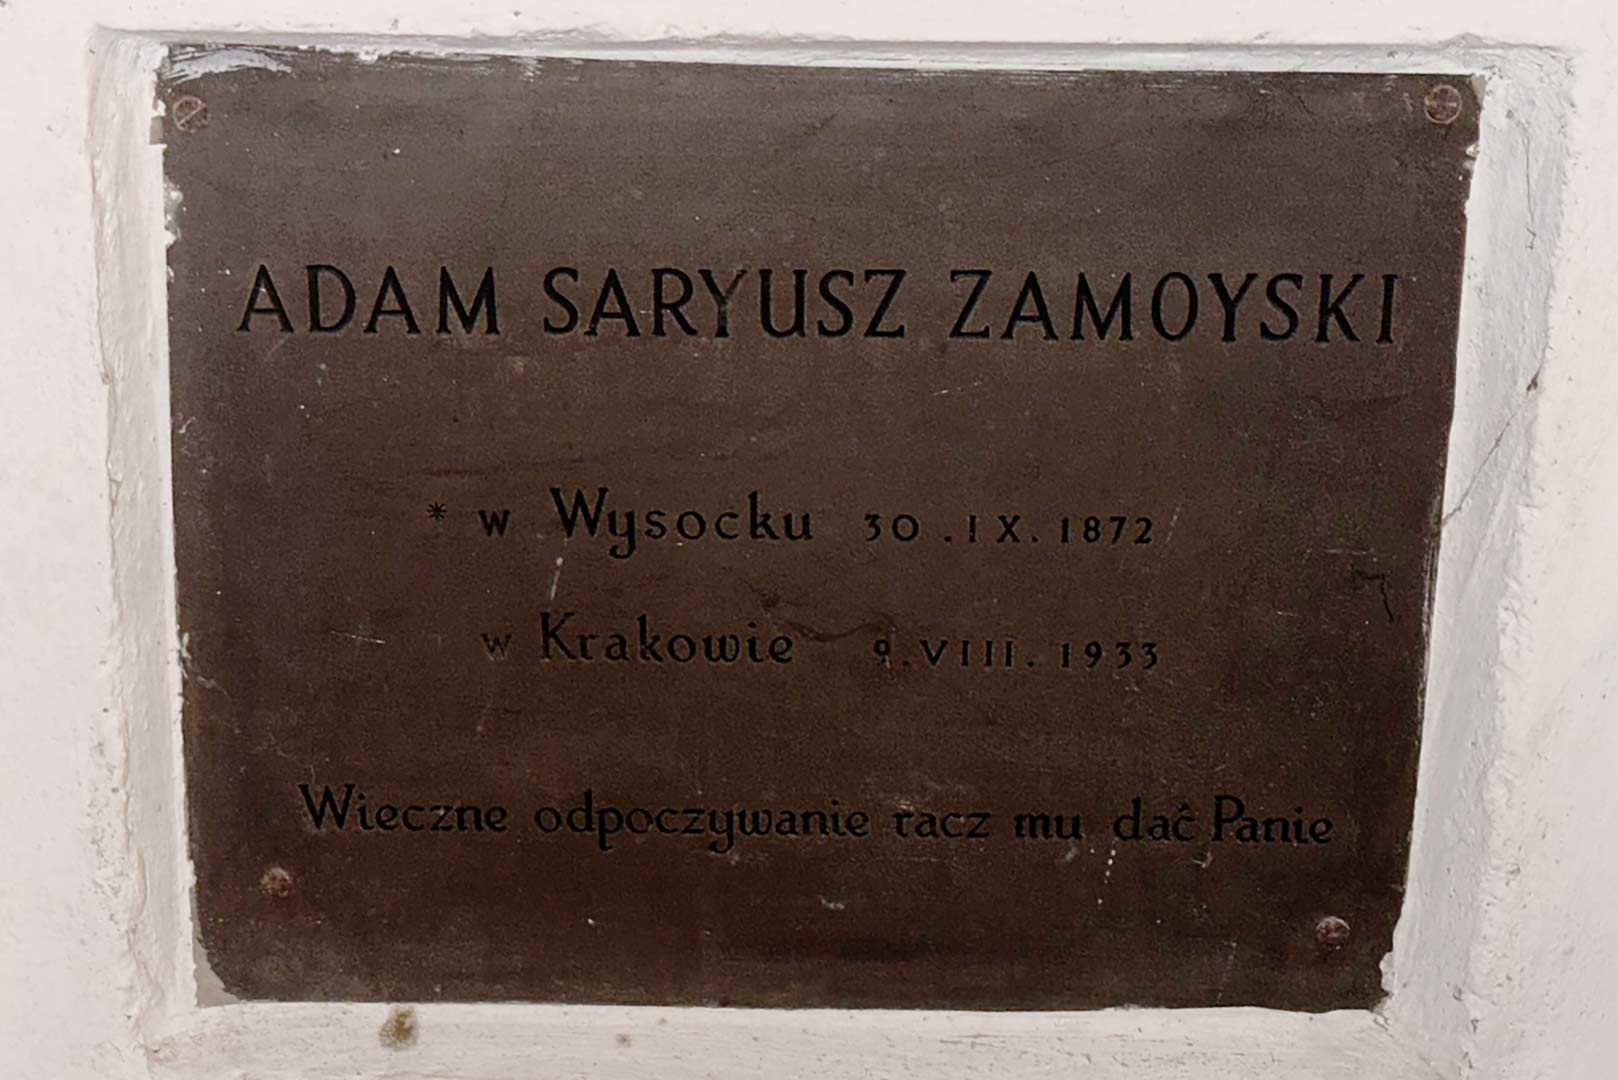 ADAM SARYUSZ ZAMOYSKI
* w Wysocku 30.IX.1872
w Krakowie 9.VIII.1933
Wieczne odpoczywanie racz mu dać Panie